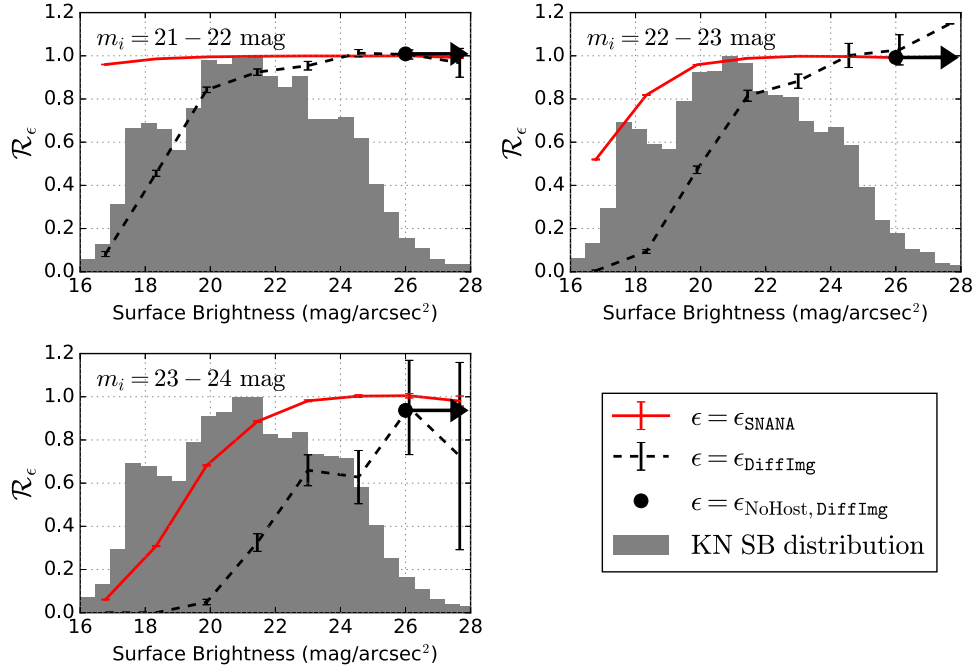 m_i = 21 − 22 mag
R_ϵ
0.0
0.2
0.4
0.6
0.8
1.0
1.2
16 18 20 22 24 26 28
Surface Brightness (mag/arcsec²)
m_i = 22 − 23 mag
R_ϵ
0.0
0.2
0.4
0.6
0.8
1.0
1.2
16 18 20 22 24 26 28
Surface Brightness (mag/arcsec²)
m_i = 23 − 24 mag
R_ϵ
0.0
0.2
0.4
0.6
0.8
1.0
1.2
16 18 20 22 24 26 28
Surface Brightness (mag/arcsec²)
ϵ = ϵ_SNANA
ϵ = ϵ_DiffImg
ϵ = ϵ_NoHost, DiffImg
KN SB distribution